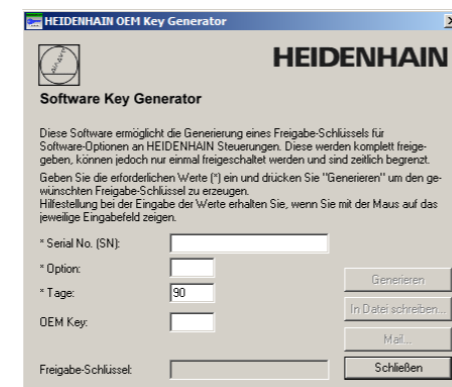 HEIDENHAIN OEM Key Generator
HEIDENHAIN
Software Key Generator
Diese Software ermöglicht die Generierung eines Freigabe-Schlüssels für
Software-Optionen an HEIDENHAIN Steuerungen. Diese werden komplett freige-
geben, können jedoch nur einmal freigeschaltet werden und sind zeitlich begrenzt.
Geben Sie die erforderlichen Werte (*) ein und drücken Sie "Generieren" um den ge-
wünschten Freigabe-Schlüssel zu erzeugen.
Hilfestellung bei der Eingabe der Werte erhalten Sie, wenn Sie mit der Maus auf das
jeweilige Eingabefeld zeigen.
* Serial No. (SN):
* Option:
Generieren
* Tage: 90
In Datei schreiben...
OEM Key:
Mail...
Freigabe-Schlüssel:
Schließen